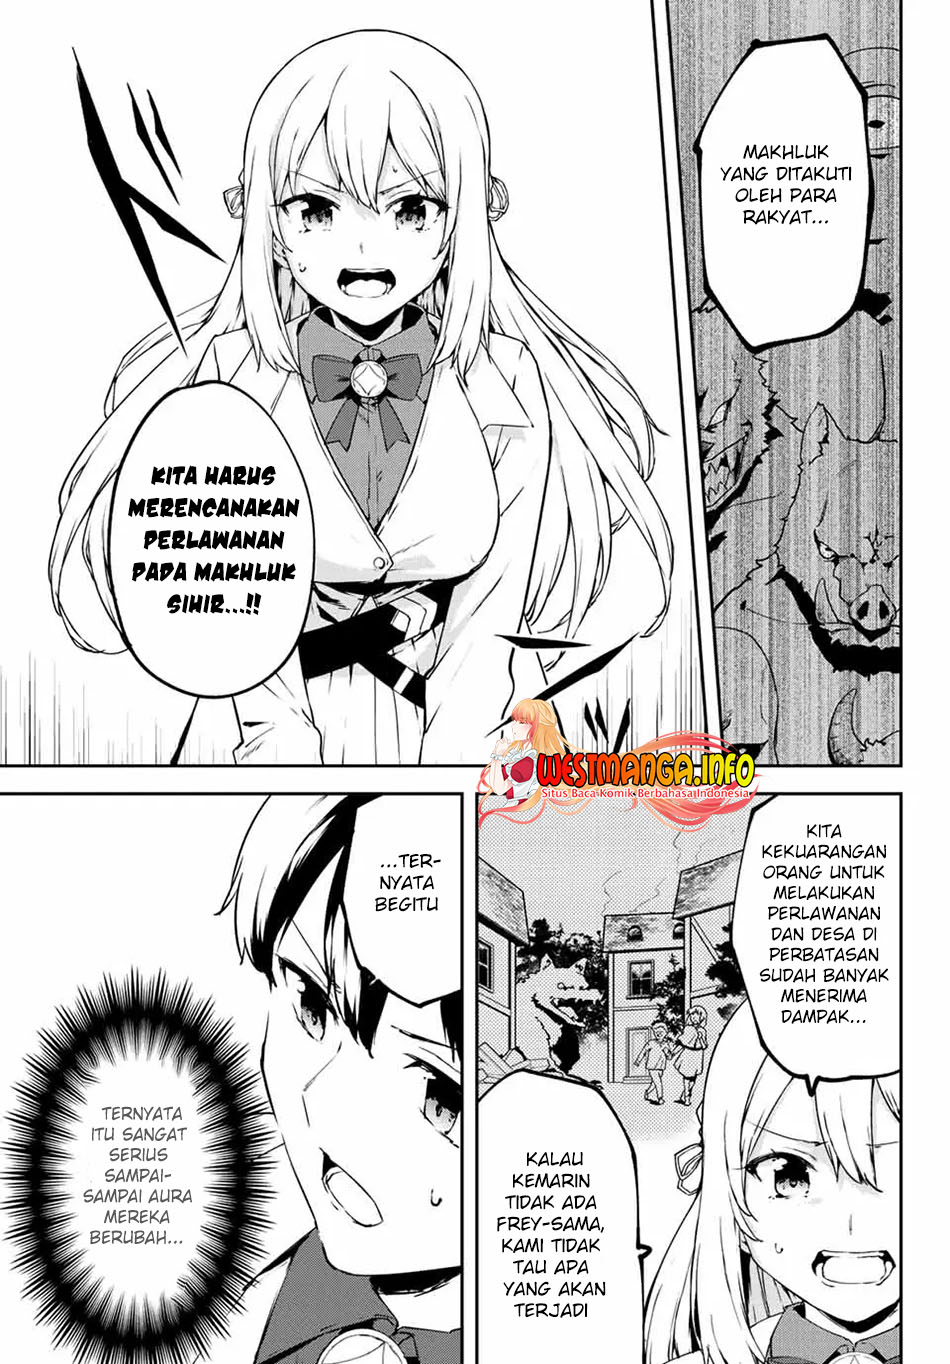 MAKHLUK
YANG DITAKUTI
OLEH PARA
RAKYAT...
KITA HARUS
MERENCANAKAN
PERLAWANAN
PADA MAKHLUK
SIHIR...!!
WESTMANGA.INFO
Situs Baca Komik Berbahasa Indonesia
KITA
KEKUARANGAN
ORANG UNTUK
MELAKUKAN
PERLAWANAN
DAN DESA DI
PERBATASAN
SUDAH BANYAK
MENERIMA
DAMPAK...
KALAU
KEMARIN
TIDAK ADA
FREY-SAMA,
KAMI TIDAK
TAU APA
YANG AKAN
TERJADI
...TER-
NYATA
BEGITU
TERNYATA
ITU SANGAT
SERIUS
SAMPAI-
SAMPAI AURA
MEREKA
BERUBAH...